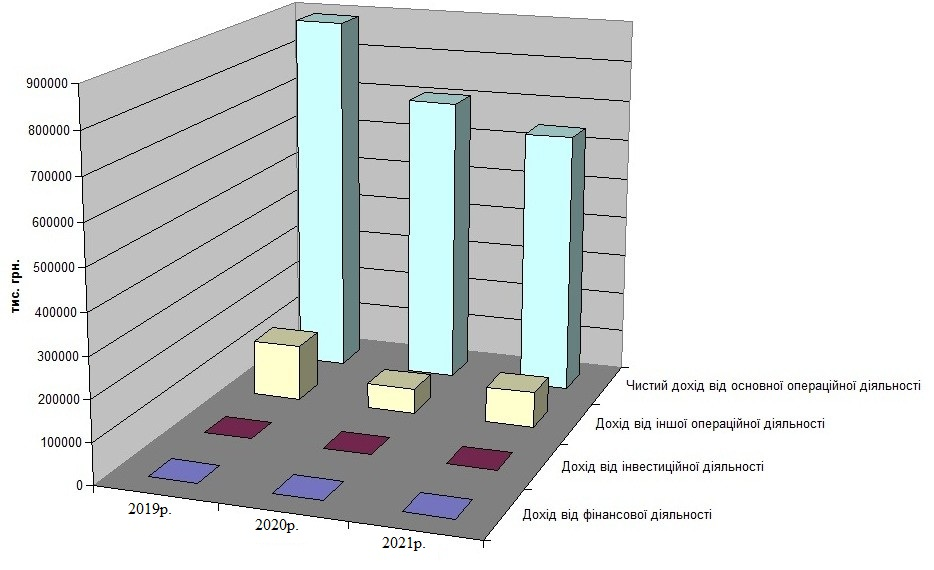 900000
800000
700000
600000
500000
400000
300000
200000
100000
0
тис. грн.
2019р.
2020р.
2021р.
Чистий дохід від основної операційної діяльності
Дохід від іншої операційної діяльності
Дохід від інвестиційної діяльності
Дохід від фінансової діяльності